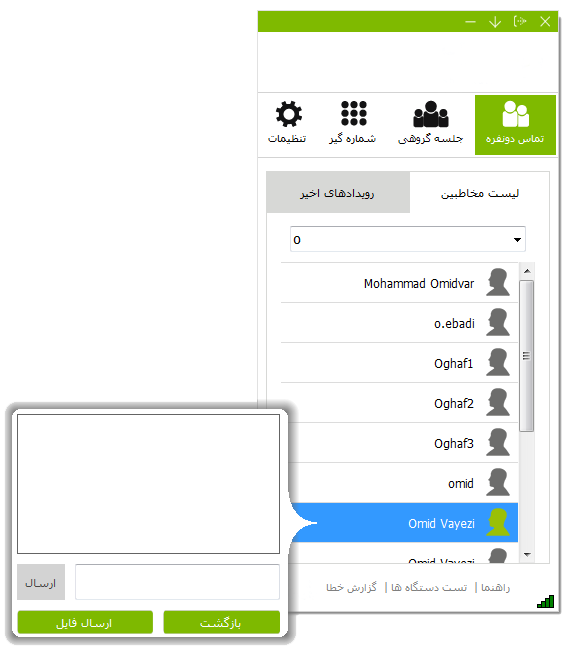 تماس دونفره
جلسه گروهی
شماره گیر
تنظیمات
لیست مخاطبین
رویدادهای اخیر
o
Mohammad Omidvar
o.ebadi
Oghaf1
Oghaf2
Oghaf3
omid
Omid Vayezi
Omid Vayezi
ارسال
بازگشت
ارسال فایل
راهنما | تست دستگاه ها | گزارش خطا